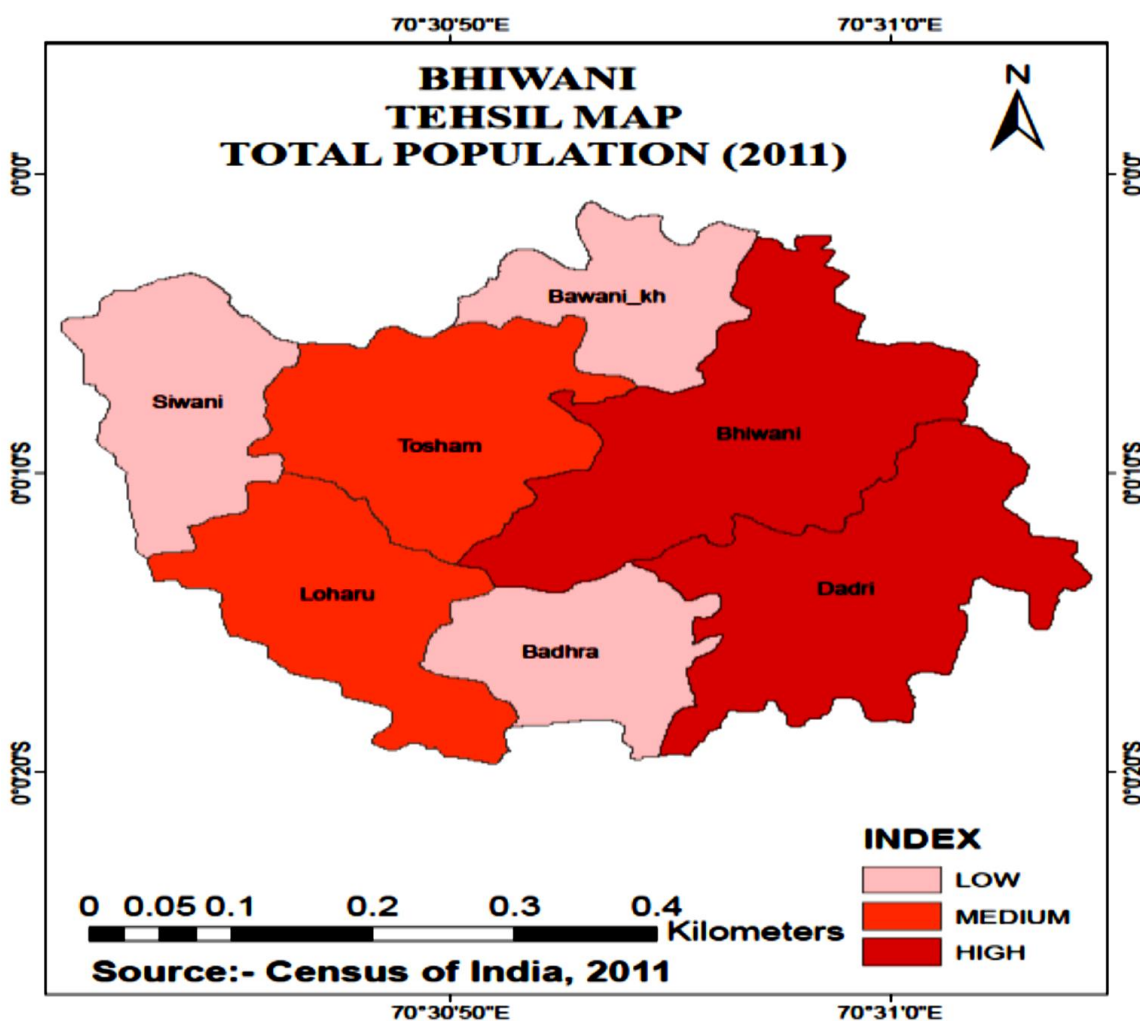 70°30'50"E
70°31'0"E
BHIWANI
TEHSIL MAP
TOTAL POPULATION (2011)
N
0°0'0"
0°0'0"
Bawani_kh
Siwani
Bhiwani
Tosham
0°0'10"S
0°0'10"S
Dadri
Loharu
Badhra
0°0'20"S
0°0'20"S
INDEX
LOW
MEDIUM
HIGH
0 0.05 0.1 0.2 0.3 0.4
Kilometers
Source:- Census of India, 2011
70°30'50"E
70°31'0"E